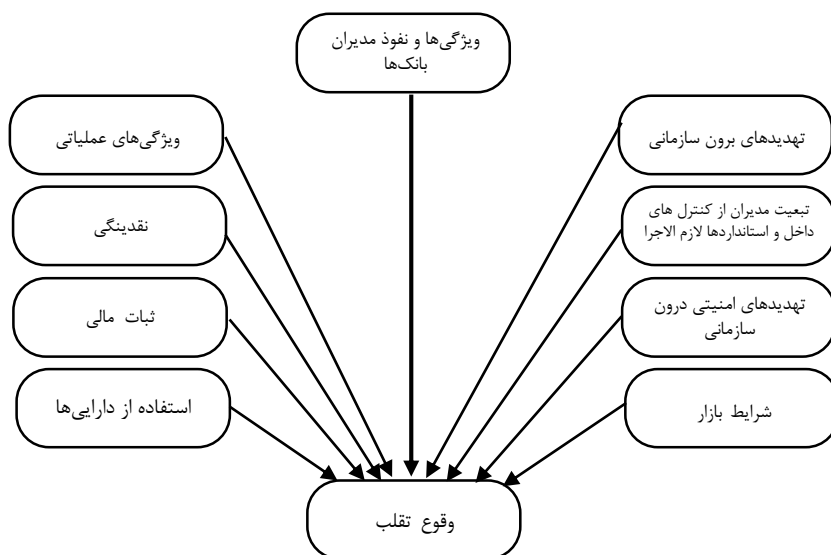 ویژگی‌ها و نفوذ مدیران
بانک‌ها
تهدیدهای برون سازمانی
تبعیت مدیران از کنترل های
داخل و استانداردها لازم الاجرا
تهدیدهای امنیتی درون
سازمانی
شرایط بازار
ویژگی‌های عملیاتی
نقدینگی
ثبات مالی
استفاده از دارایی‌ها
وقوع تقلب